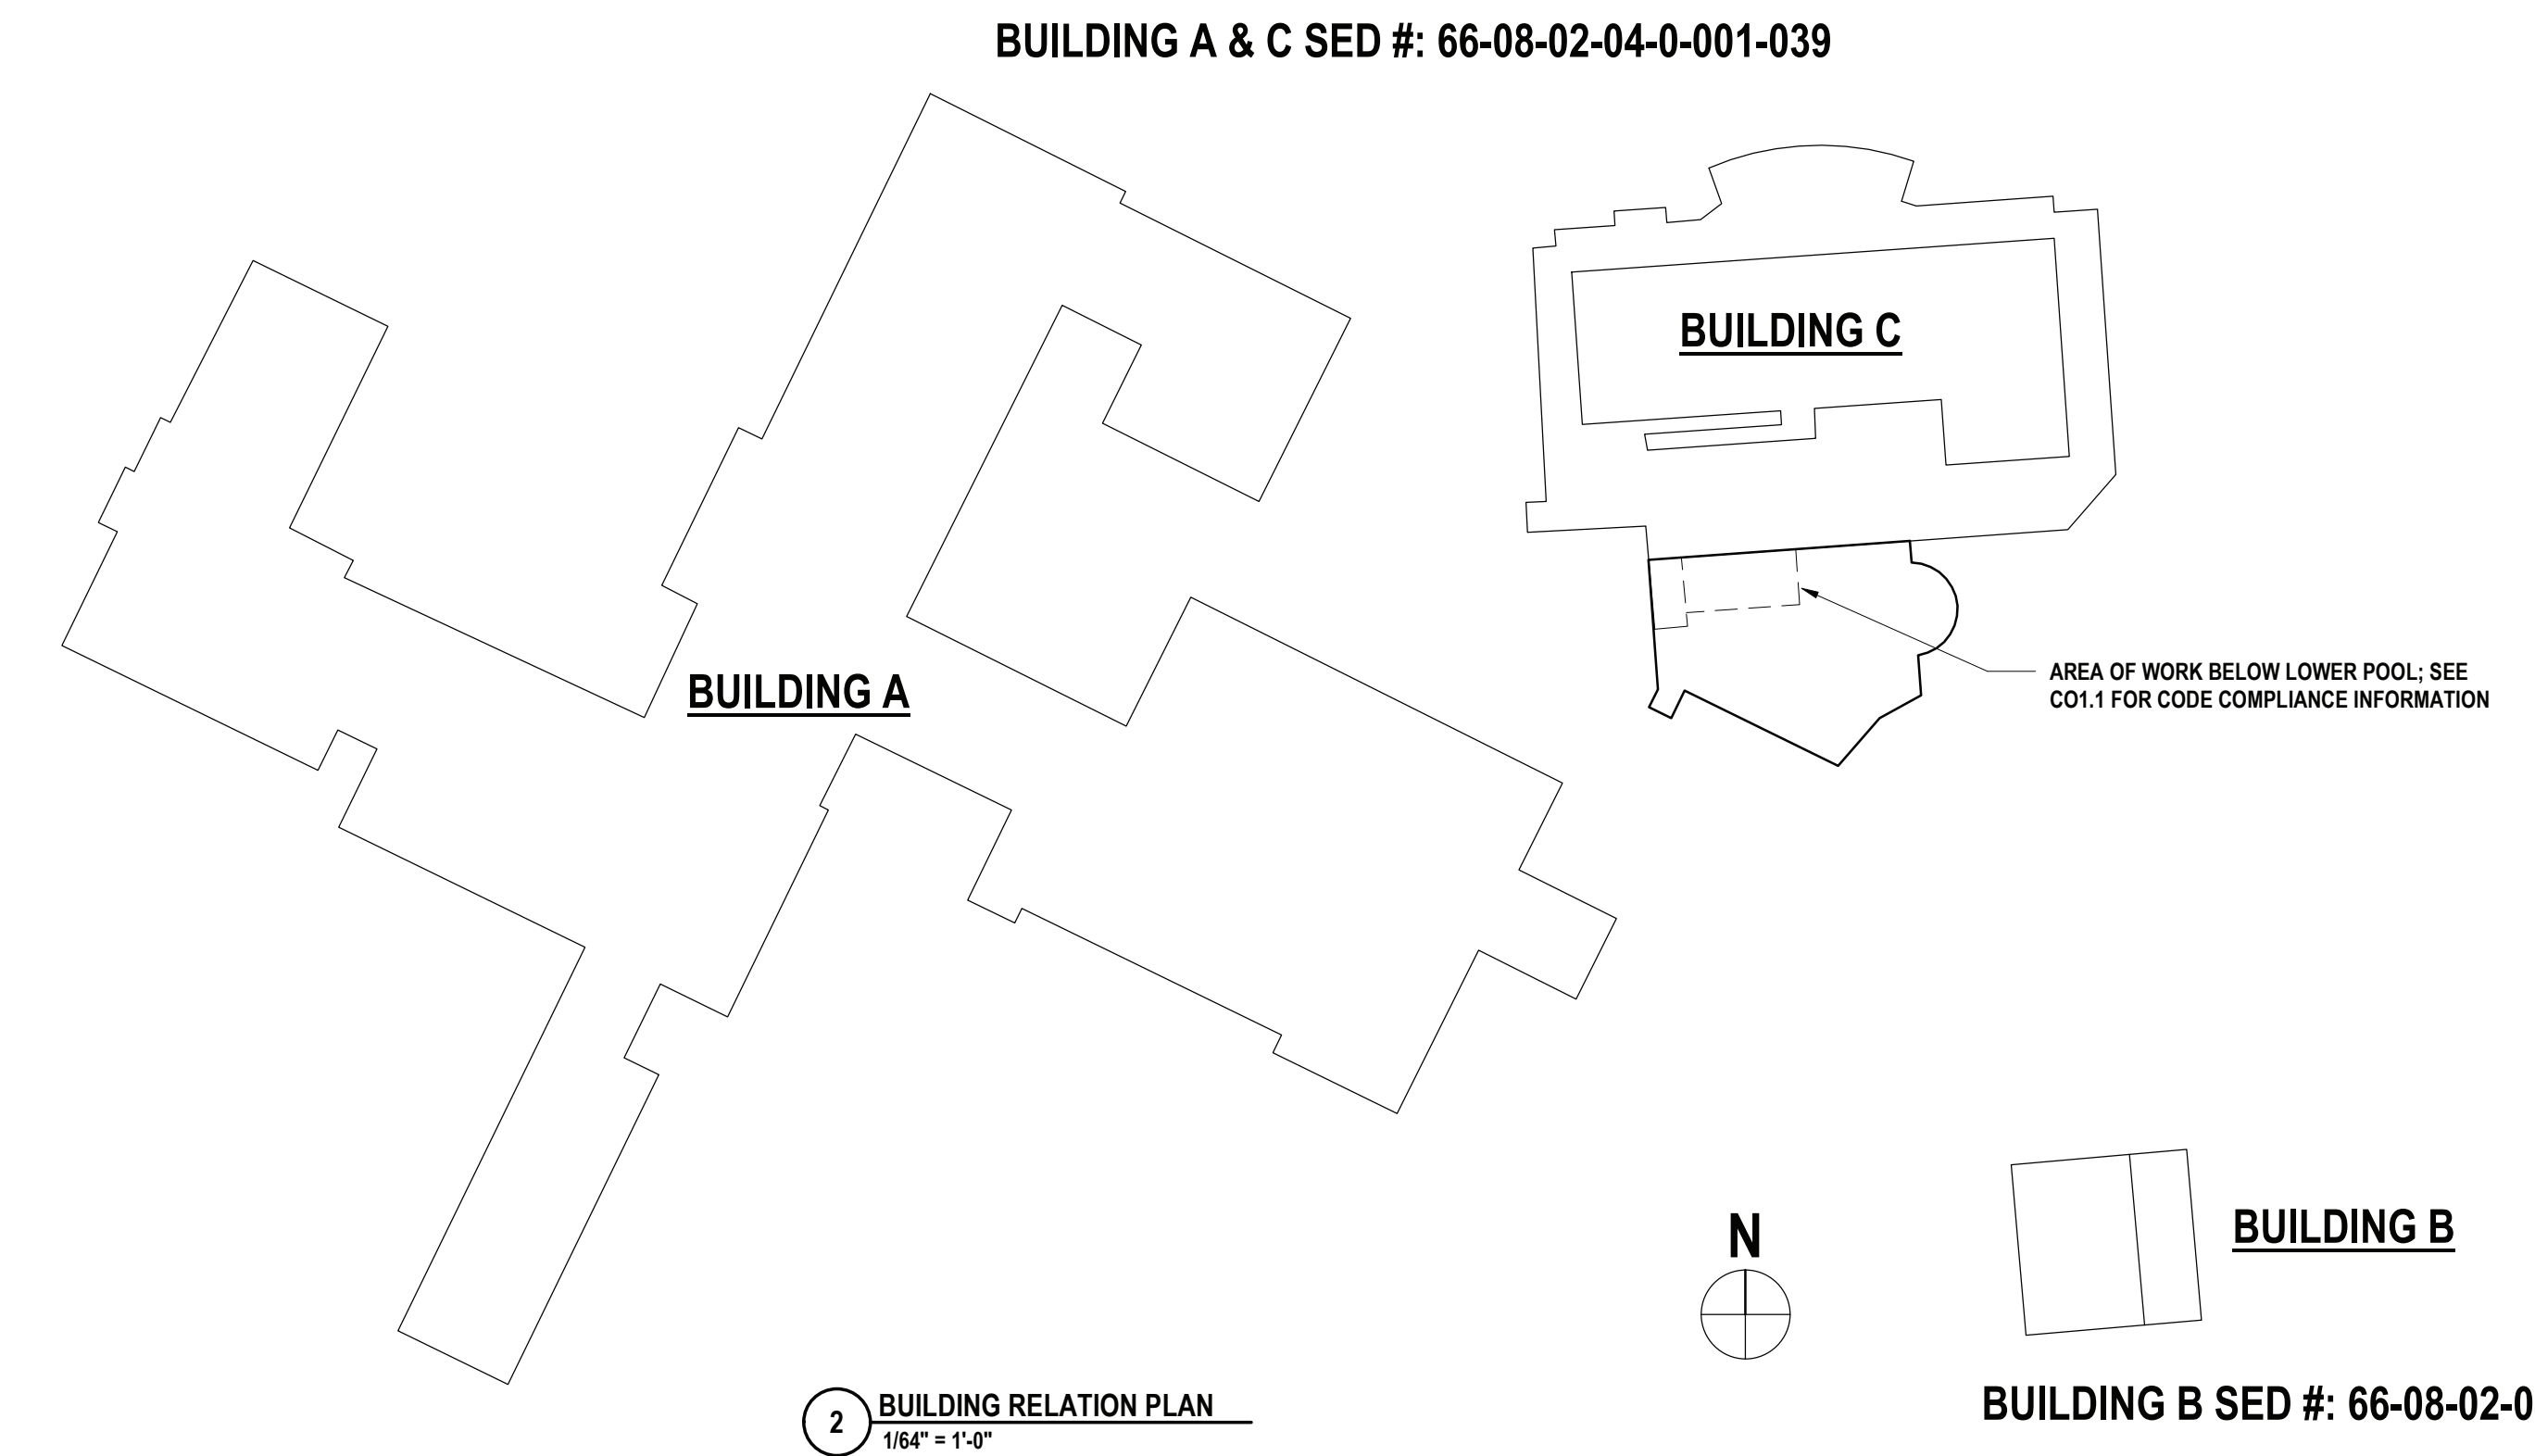 BUILDING A & C SED #: 66-08-02-04-0-001-039
BUILDING C
AREA OF WORK BELOW LOWER POOL; SEE
CO1.1 FOR CODE COMPLIANCE INFORMATION
BUILDING A
N
BUILDING B
BUILDING B SED #: 66-08-02-0
2
BUILDING RELATION PLAN
1/64" = 1'-0"